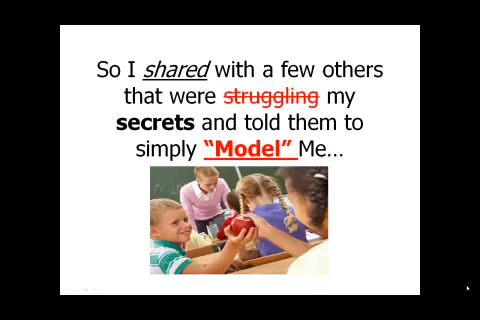 So I shared with a few others
that were struggling my
secrets and told them to
simply “Model” Me…